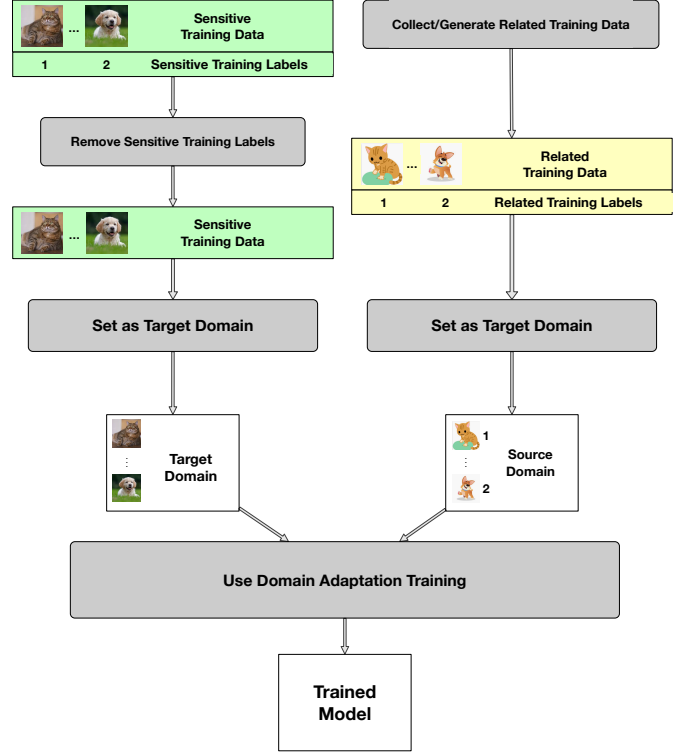 ... Sensitive
Training Data
1 2 Sensitive Training Labels
Remove Sensitive Training Labels
... Sensitive
Training Data
Set as Target Domain
... Target
Domain
Collect/Generate Related Training Data
... Related
Training Data
1 2 Related Training Labels
Set as Target Domain
1
... Source
Domain
2
Use Domain Adaptation Training
Trained
Model